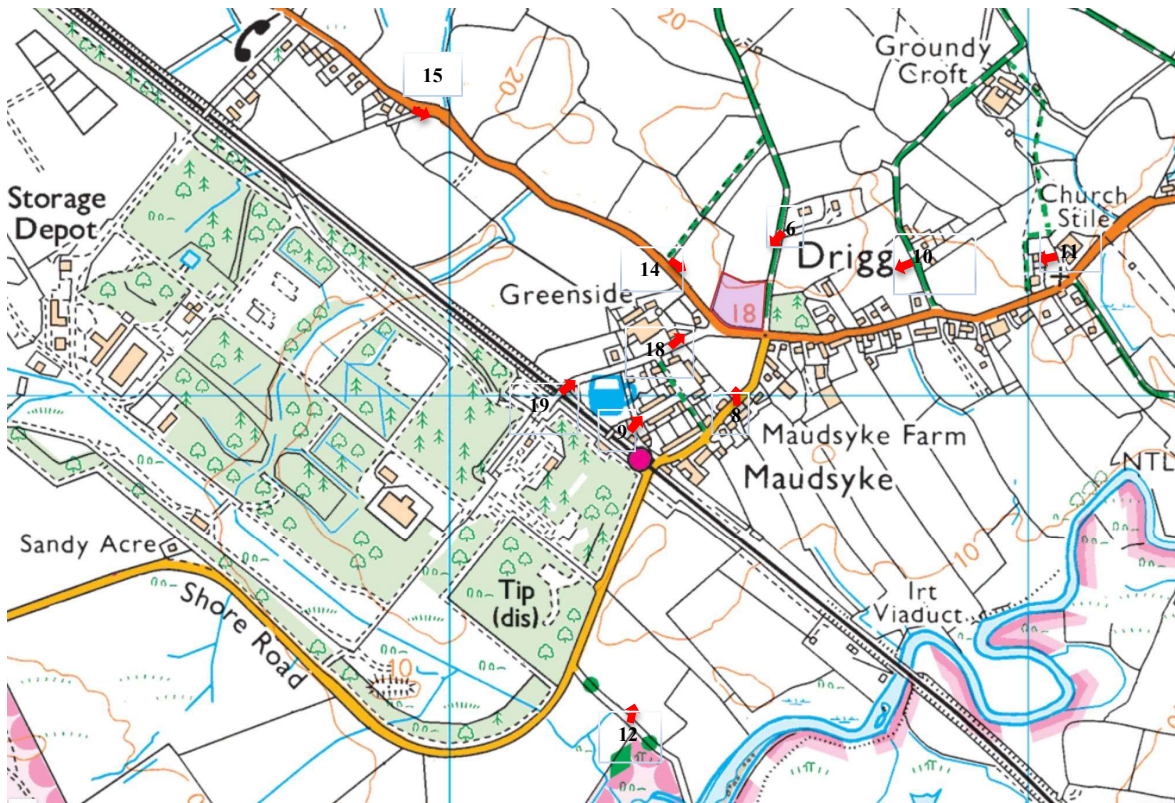 20
15
20
Groundy
Croft
Storage
Depot
Church
Stile
6
Drigg
10
11
14
Greenside
18
18
19
9
8
Maudsyke Farm
Maudsyke
NTL
10
Sandy Acre
Shore Road
Tip
(dis)
Irt
Viaduct
10
12